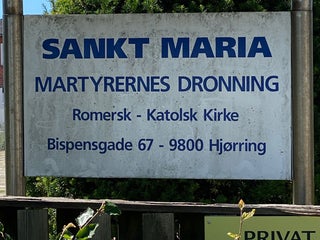 SANKT MARIA
MARTYRERNES DRONNING
Romersk - Katolsk Kirke
Bispensgade 67 - 9800 Hjørring
PRIVAT